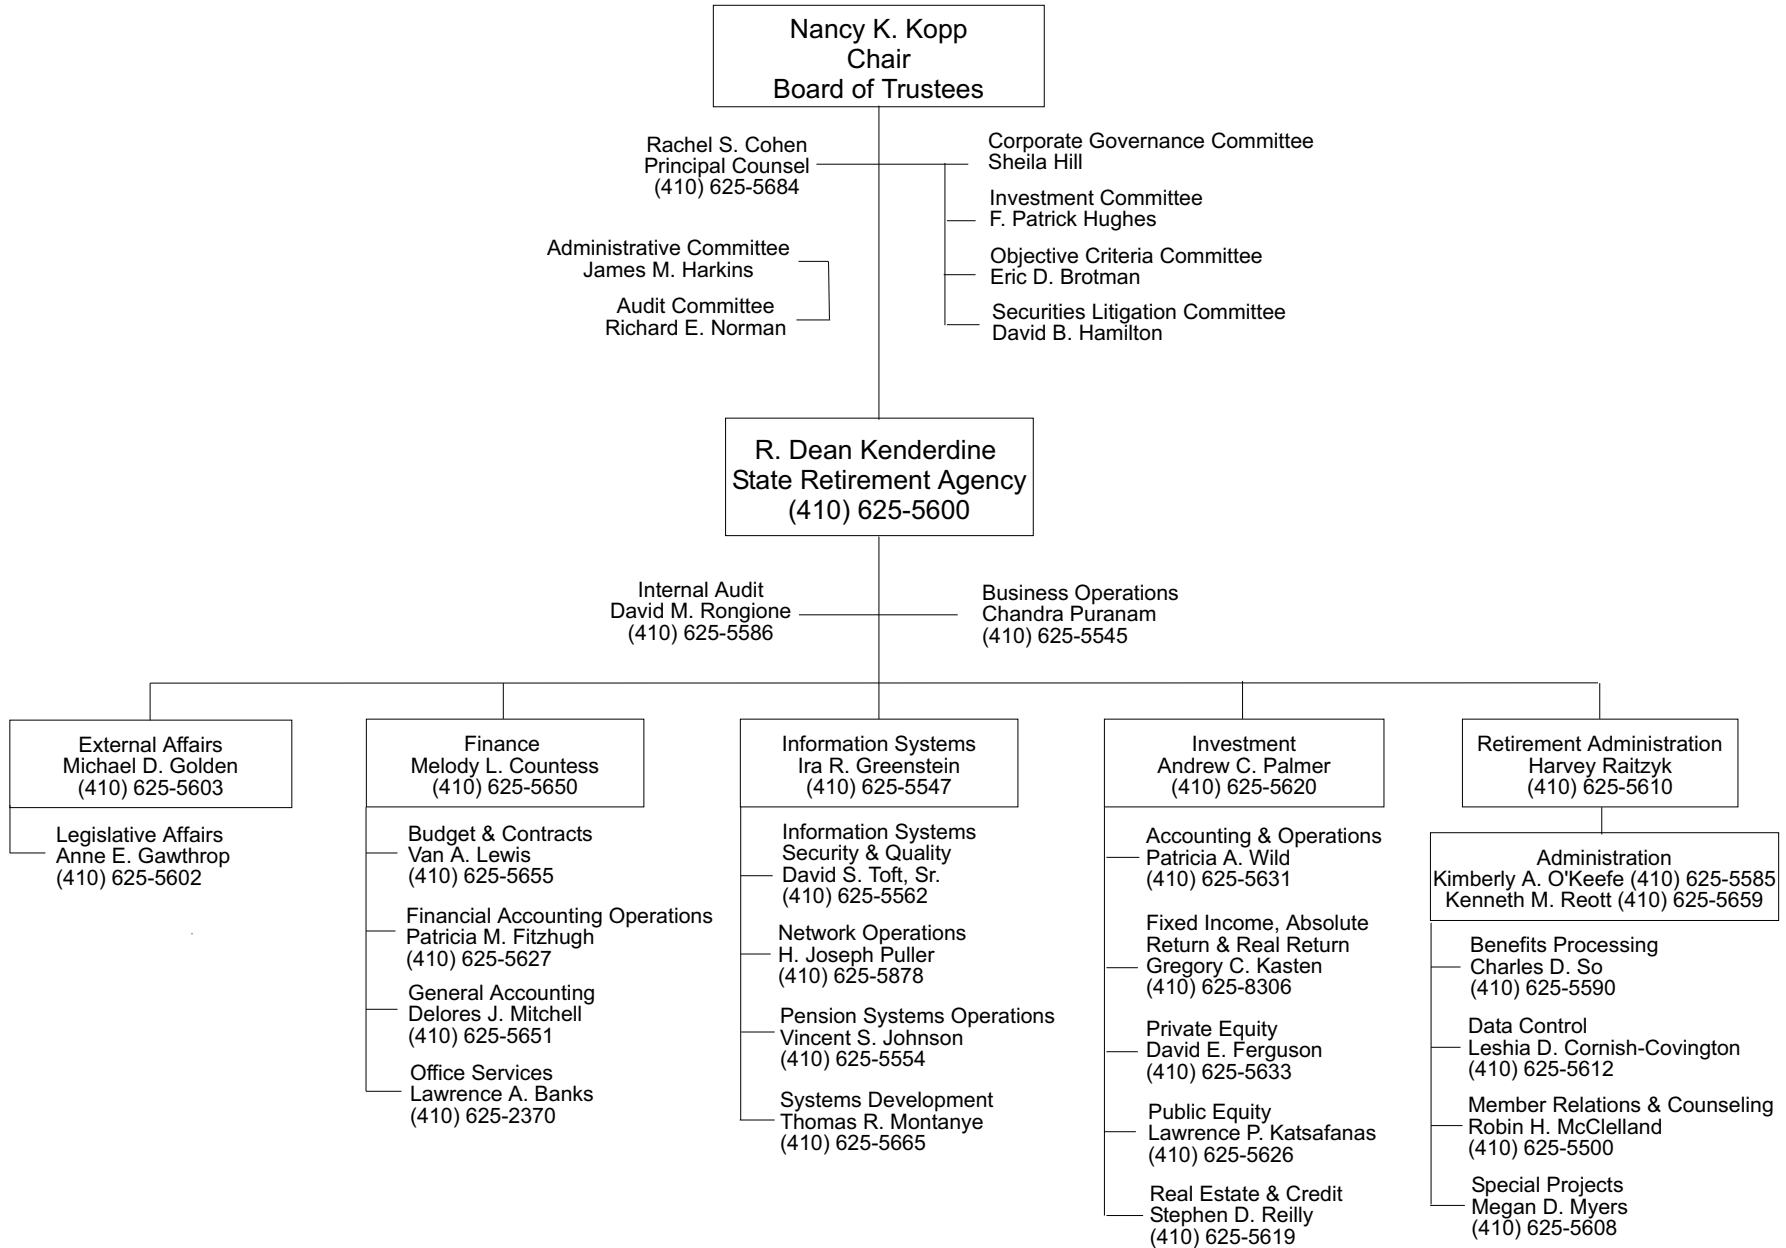 Nancy K. Kopp
Chair
Board of Trustees
Rachel S. Cohen
Principal Counsel
(410) 625-5684
Corporate Governance Committee
Sheila Hill
Investment Committee
F. Patrick Hughes
Administrative Committee
James M. Harkins
Objective Criteria Committee
Eric D. Brotman
Audit Committee
Richard E. Norman
Securities Litigation Committee
David B. Hamilton
R. Dean Kenderdine
State Retirement Agency
(410) 625-5600
Internal Audit
David M. Rongione
(410) 625-5586
Business Operations
Chandra Puranam
(410) 625-5545
External Affairs
Michael D. Golden
(410) 625-5603
Legislative Affairs
Anne E. Gawthrop
(410) 625-5602
Finance
Melody L. Countess
(410) 625-5650
Budget & Contracts
Van A. Lewis
(410) 625-5655
Financial Accounting Operations
Patricia M. Fitzhugh
(410) 625-5627
General Accounting
Delores J. Mitchell
(410) 625-5651
Office Services
Lawrence A. Banks
(410) 625-2370
Information Systems
Ira R. Greenstein
(410) 625-5547
Information Systems
Security & Quality
David S. Toft, Sr.
(410) 625-5562
Network Operations
H. Joseph Puller
(410) 625-5878
Pension Systems Operations
Vincent S. Johnson
(410) 625-5554
Systems Development
Thomas R. Montanye
(410) 625-5665
Investment
Andrew C. Palmer
(410) 625-5620
Accounting & Operations
Patricia A. Wild
(410) 625-5631
Fixed Income, Absolute
Return & Real Return
Gregory C. Kasten
(410) 625-8306
Private Equity
David E. Ferguson
(410) 625-5633
Public Equity
Lawrence P. Katsafanas
(410) 625-5626
Real Estate & Credit
Stephen D. Reilly
(410) 625-5619
Retirement Administration
Harvey Raitzyk
(410) 625-5610
Administration
Kimberly A. O'Keefe (410) 625-5585
Kenneth M. Reott (410) 625-5659
Benefits Processing
Charles D. So
(410) 625-5590
Data Control
Leshia D. Cornish-Covington
(410) 625-5612
Member Relations & Counseling
Robin H. McClelland
(410) 625-5500
Special Projects
Megan D. Myers
(410) 625-5608